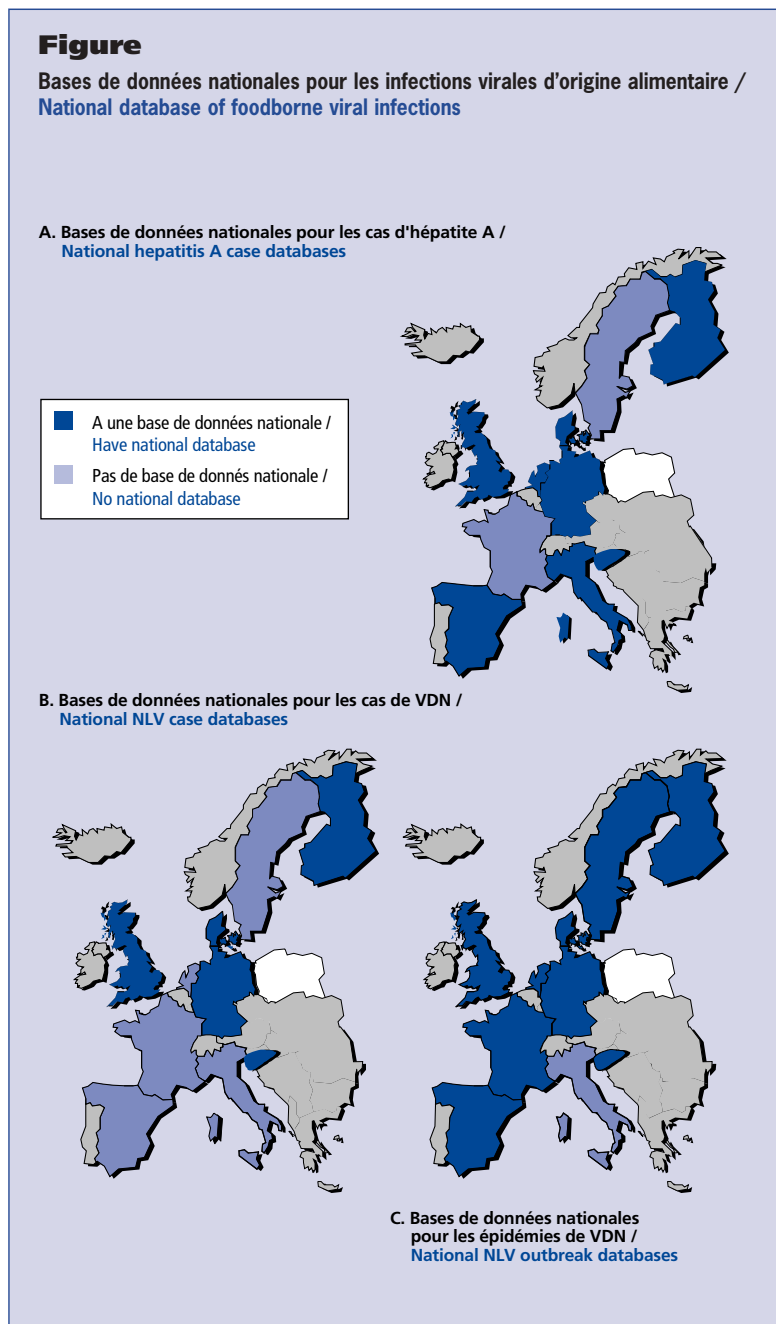 Figure
Bases de données nationales pour les infections virales d'origine alimentaire /
National database of foodborne viral infections
A. Bases de données nationales pour les cas d'hépatite A /
National hepatitis A case databases
A une base de données nationale /
Have national database
Pas de base de donnés nationale /
No national database
B. Bases de données nationales pour les cas de VDN /
National NLV case databases
C. Bases de données nationales
pour les épidémies de VDN /
National NLV outbreak databases